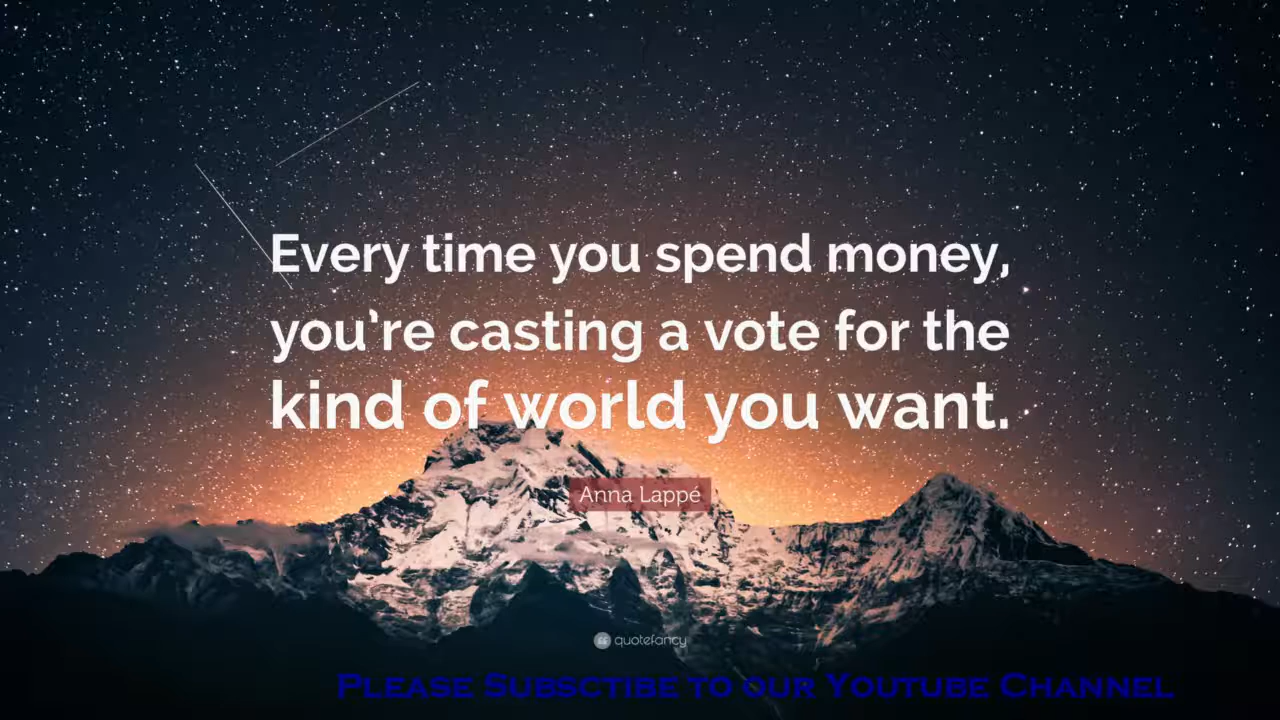 Every time you spend money,
you’re casting a vote for the
kind of world you want.
Anna Lappé
quotefancy
Please Subsctibe to our Youtube Channel